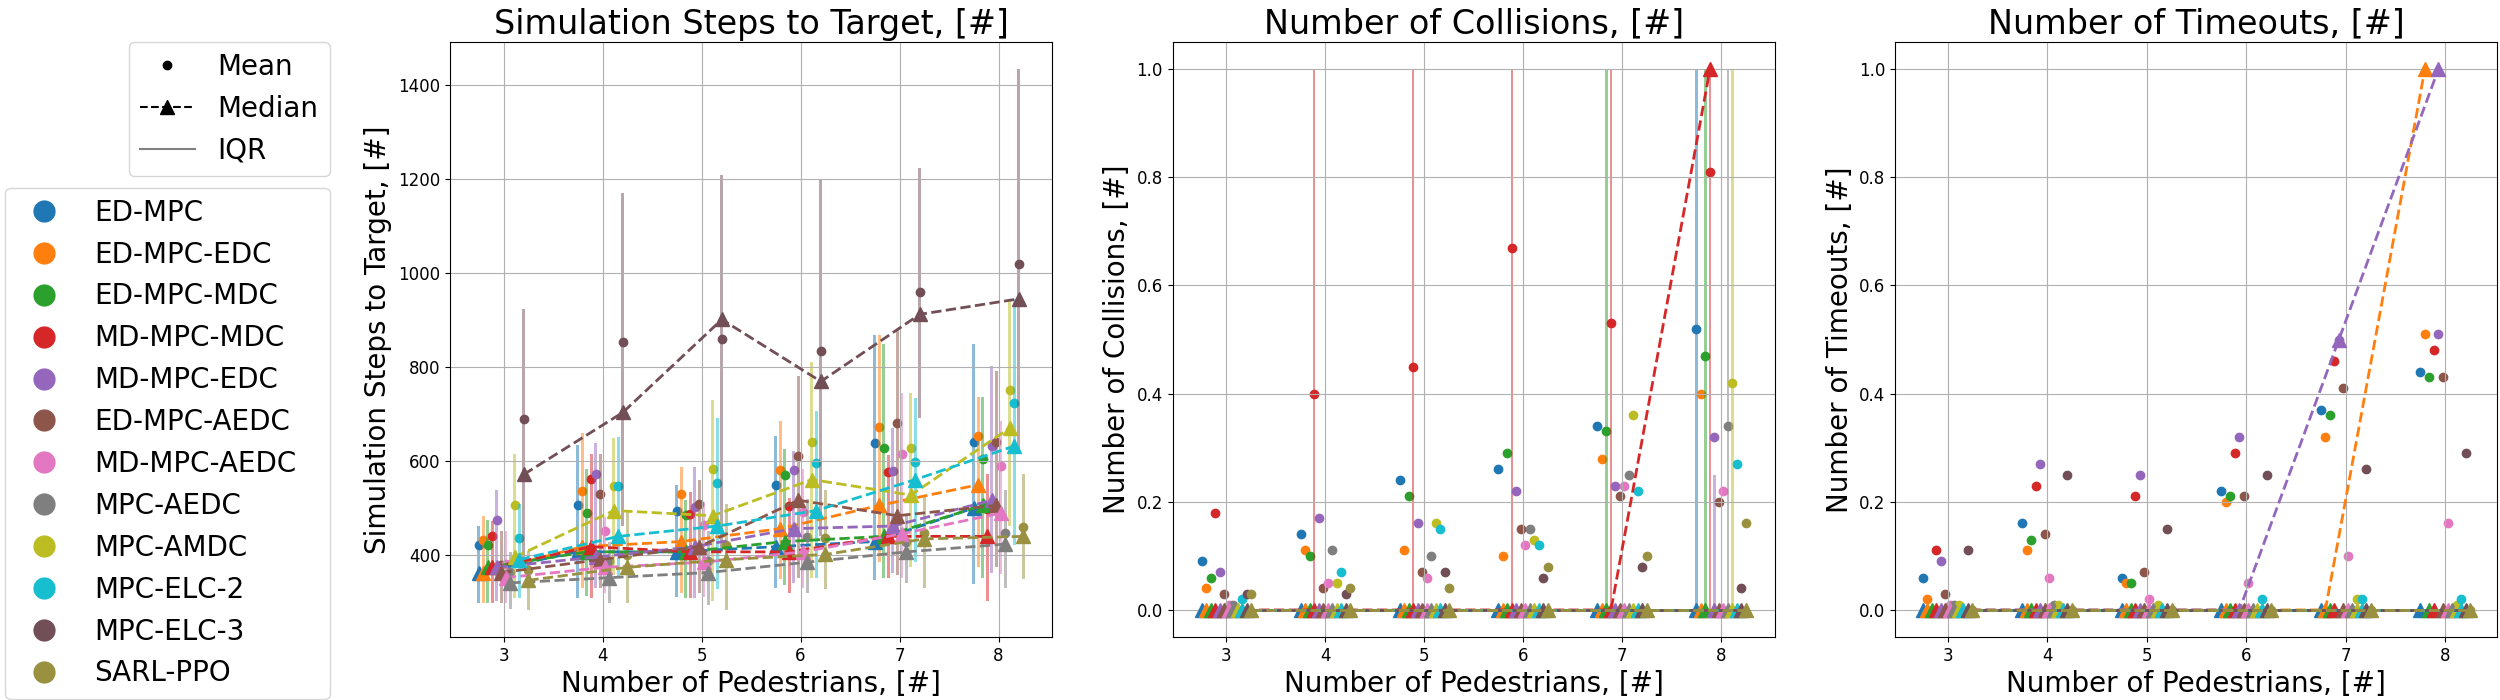 Mean
Median
IQR
ED-MPC
ED-MPC-EDC
ED-MPC-MDC
MD-MPC-MDC
MD-MPC-EDC
ED-MPC-AEDC
MD-MPC-AEDC
MPC-AEDC
MPC-AMDC
MPC-ELC-2
MPC-ELC-3
SARL-PPO
Simulation Steps to Target, [#]
Simulation Steps to Target, [#]
1400
1200
1000
800
600
400
3 4 5 6 7 8
Number of Pedestrians, [#]
Number of Collisions, [#]
Number of Collisions, [#]
1.0
0.8
0.6
0.4
0.2
0.0
3 4 5 6 7 8
Number of Pedestrians, [#]
Number of Timeouts, [#]
Number of Timeouts, [#]
1.0
0.8
0.6
0.4
0.2
0.0
3 4 5 6 7 8
Number of Pedestrians, [#]